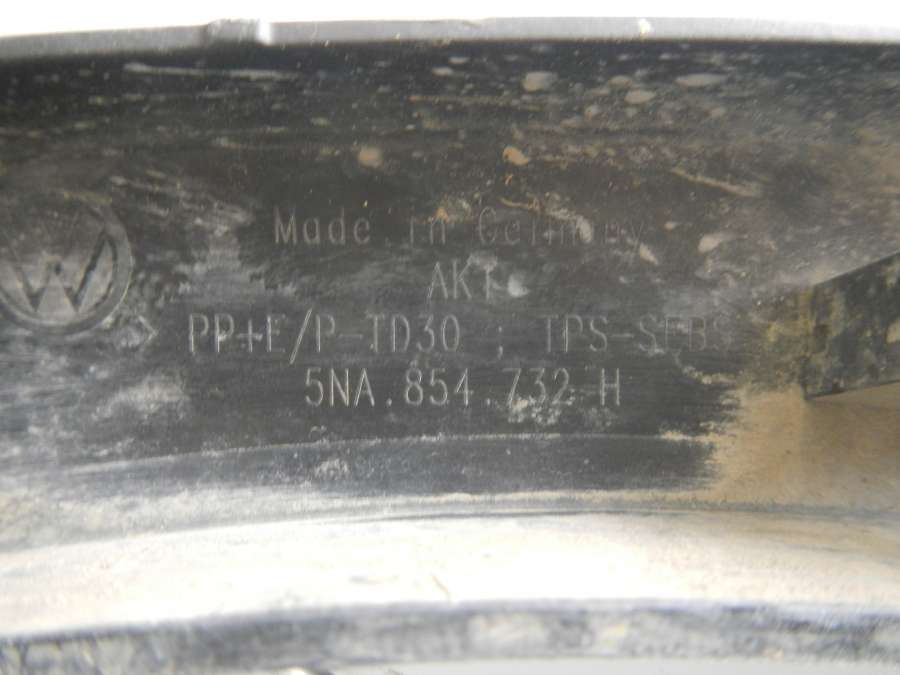 Made in Germany
AKT
>PP+E/P-TD30 ; TPS-SEBS
5NA.854.732 H